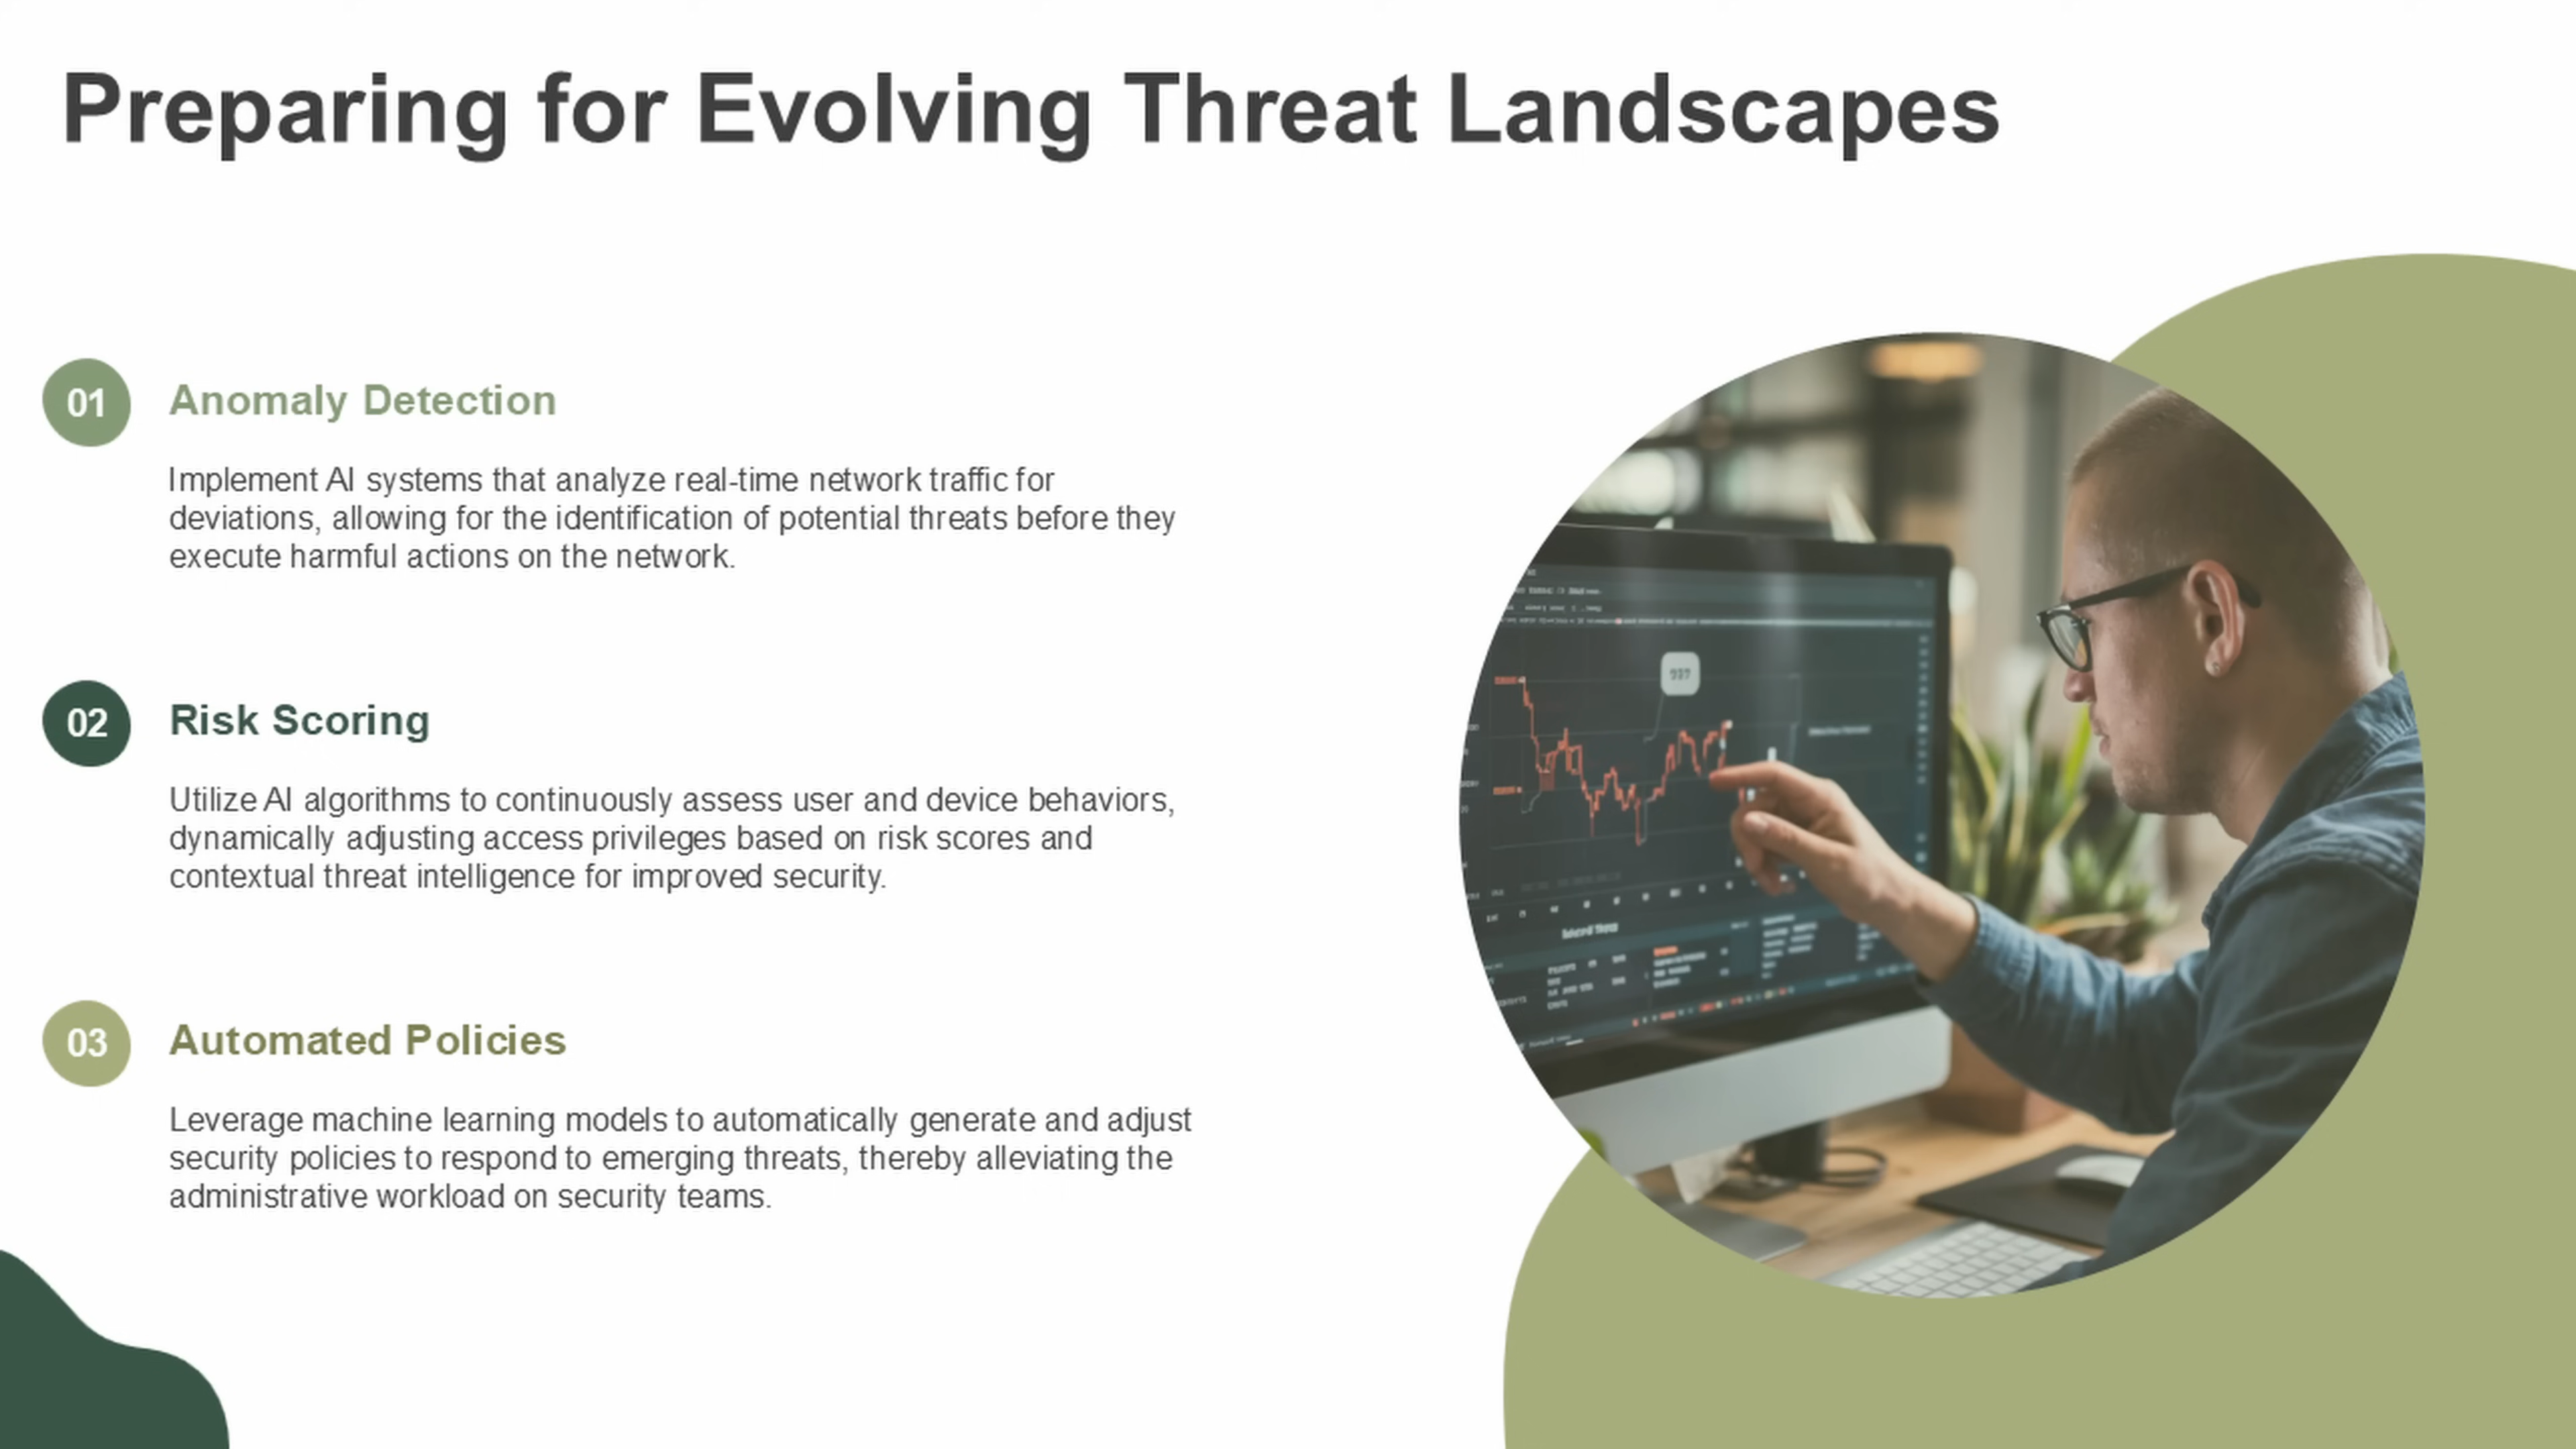 Preparing for Evolving Threat Landscapes
01
Anomaly Detection
Implement AI systems that analyze real-time network traffic for
deviations, allowing for the identification of potential threats before they
execute harmful actions on the network.
02
Risk Scoring
Utilize AI algorithms to continuously assess user and device behaviors,
dynamically adjusting access privileges based on risk scores and
contextual threat intelligence for improved security.
03
Automated Policies
Leverage machine learning models to automatically generate and adjust
security policies to respond to emerging threats, thereby alleviating the
administrative workload on security teams.